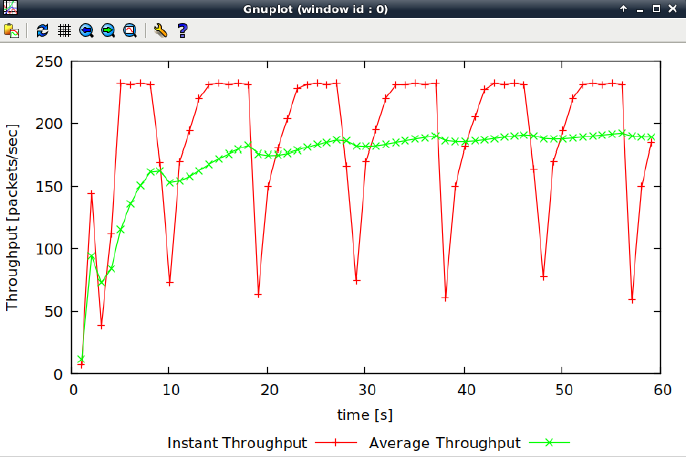 Gnuplot (window id : 0)
?
Throughput [packets/sec]
250
200
150
100
50
0
0 10 20 30 40 50 60
time [s]
Instant Throughput Average Throughput